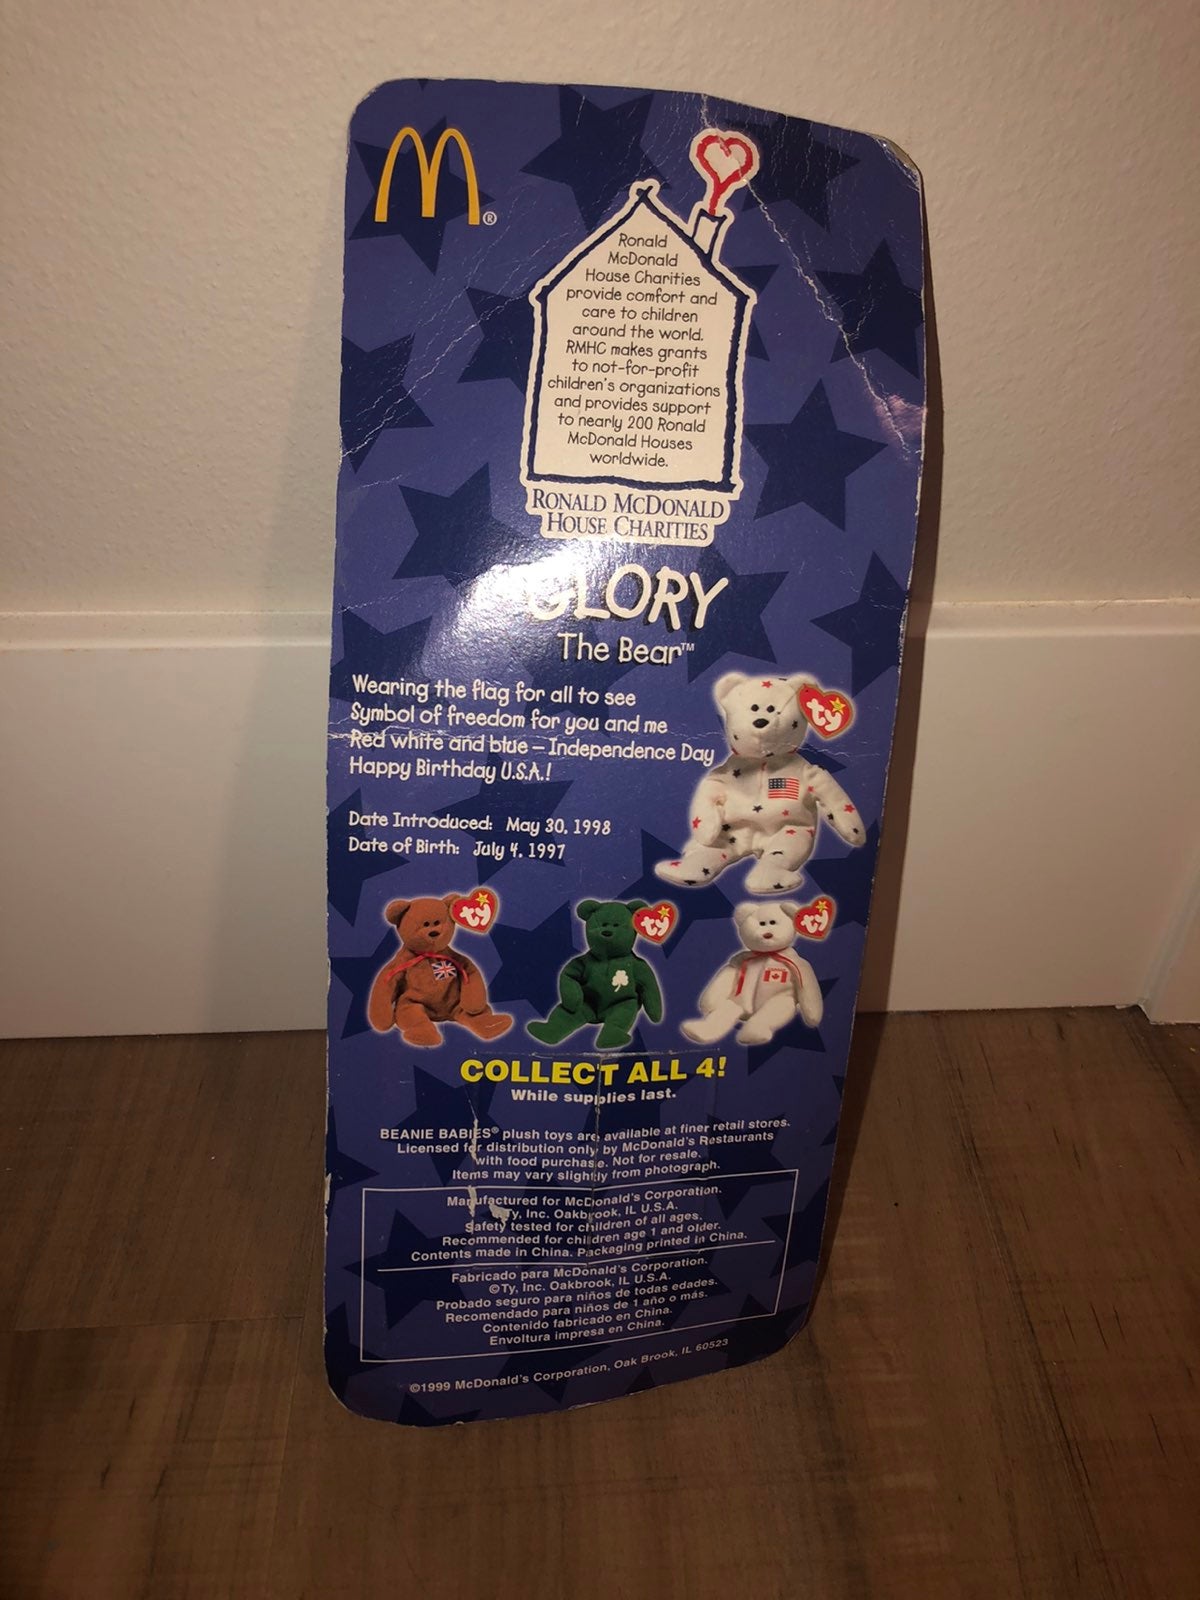 M®
Ronald
McDonald
House Charities
provide comfort and
care to children
around the world.
RMHC makes grants
to not-for-profit
children's organizations
and provides support
to nearly 200 Ronald
McDonald Houses
worldwide.
RONALD MCDONALD
HOUSE CHARITIES
GLORY
The Bear™
Wearing the flag for all to see
Symbol of freedom for you and me
Red white and blue – Independence Day
Happy Birthday U.S.A.!
Date Introduced: May 30, 1998
Date of Birth: July 4, 1997
ty
ty
ty
ty
COLLECT ALL 4!
While supplies last.
BEANIE BABIES® plush toys are available at finer retail stores.
Licensed for distribution only by McDonald's Restaurants
with food purchase. Not for resale.
Items may vary slightly from photograph.
Manufactured for McDonald's Corporation.
Ty, Inc. Oakbrook, IL U.S.A.
Safety tested for children of all ages.
Recommended for children age 1 and older.
Contents made in China. Packaging printed in China.
Fabricado para McDonald's Corporation.
©Ty, Inc. Oakbrook, IL U.S.A.
Probado seguro para niños de todas edades.
Recomendado para niños de 1 año o más.
Contenido fabricado en China.
Envoltura impresa en China.
©1999 McDonald's Corporation, Oak Brook, IL 60523